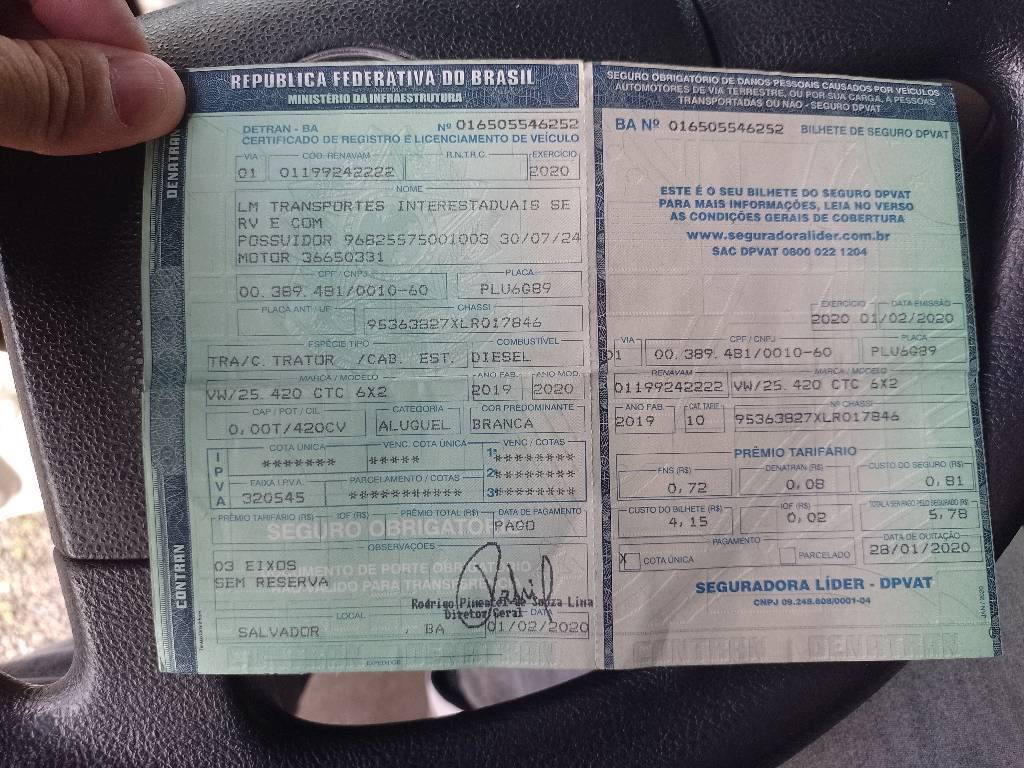 REPÚBLICA FEDERATIVA DO BRASIL
MINISTÉRIO DA INFRAESTRUTURA
DENATRAN
CONTRAN
DETRAN - BA Nº 016505546252
CERTIFICADO DE REGISTRO E LICENCIAMENTO DE VEÍCULO
VIA CÓD. RENAVAM R.N.T.R.C. EXERCÍCIO
01 01199242222 2020
NOME
LM TRANSPORTES INTERESTADUAIS SE
RV E COM
POSSUIDOR 96825575001003 30/07/24
MOTOR 36650331
CPF / CNPJ PLACA
00.389.481/0010-60 PLU6G89
PLACA ANT / UF CHASSI
95363827XLR017846
ESPÉCIE TIPO COMBUSTÍVEL
TRA/C.TRATOR /CAB. EST. DIESEL
MARCA / MODELO ANO FAB. ANO MOD.
VW/25.420 CTC 6X2 2019 2020
CAP / POT / CIL CATEGORIA COR PREDOMINANTE
0,00T/420CV ALUGUEL BRANCA
IPVA
COTA ÚNICA VENC. COTA ÚNICA VENC / COTAS
******* ***** 1ª ********
FAIXA I.P.V.A. PARCELAMENTO / COTAS 2ª ********
320545 ********** 3ª ********
PRÊMIO TARIFÁRIO (R$) IOF (R$) PRÊMIO TOTAL (R$) DATA DE PAGAMENTO
SEGURO OBRIGATÓRIO PAGO
OBSERVAÇÕES
03 EIXOS
SEM RESERVA
Rodrigo Pimentel de Souza Lima
Diretor Geral
LOCAL DATA
SALVADOR , BA 01/02/2020
SEGURO OBRIGATÓRIO DE DANOS PESSOAIS CAUSADOS POR VEÍCULOS
AUTOMOTORES DE VIA TERRESTRE, OU POR SUA CARGA, A PESSOAS
TRANSPORTADAS OU NÃO - SEGURO DPVAT
BA Nº 016505546252 BILHETE DE SEGURO DPVAT
ESTE É O SEU BILHETE DO SEGURO DPVAT
PARA MAIS INFORMAÇÕES, LEIA NO VERSO
AS CONDIÇÕES GERAIS DE COBERTURA
www.seguradoralider.com.br
SAC DPVAT 0800 022 1204
EXERCÍCIO DATA EMISSÃO
2020 01/02/2020
VIA CPF / CNPJ PLACA
01 00.389.481/0010-60 PLU6G89
RENAVAM MARCA / MODELO
01199242222 VW/25.420 CTC 6X2
ANO FAB. CAT. TARIF Nº CHASSI
2019 10 95363827XLR017846
PRÊMIO TARIFÁRIO
FNS (R$) DENATRAN (R$) CUSTO DO SEGURO (R$)
0,72 0,08 0,81
CUSTO DO BILHETE (R$) IOF (R$) TOTAL A SER PAGO PELO SEGURADO R$
4,15 0,02 5,78
PAGAMENTO DATA DE QUITAÇÃO
X COTA ÚNICA PARCELADO 28/01/2020
SEGURADORA LÍDER - DPVAT
CNPJ 09.248.608/0001-04
CONTRAN DENATRAN